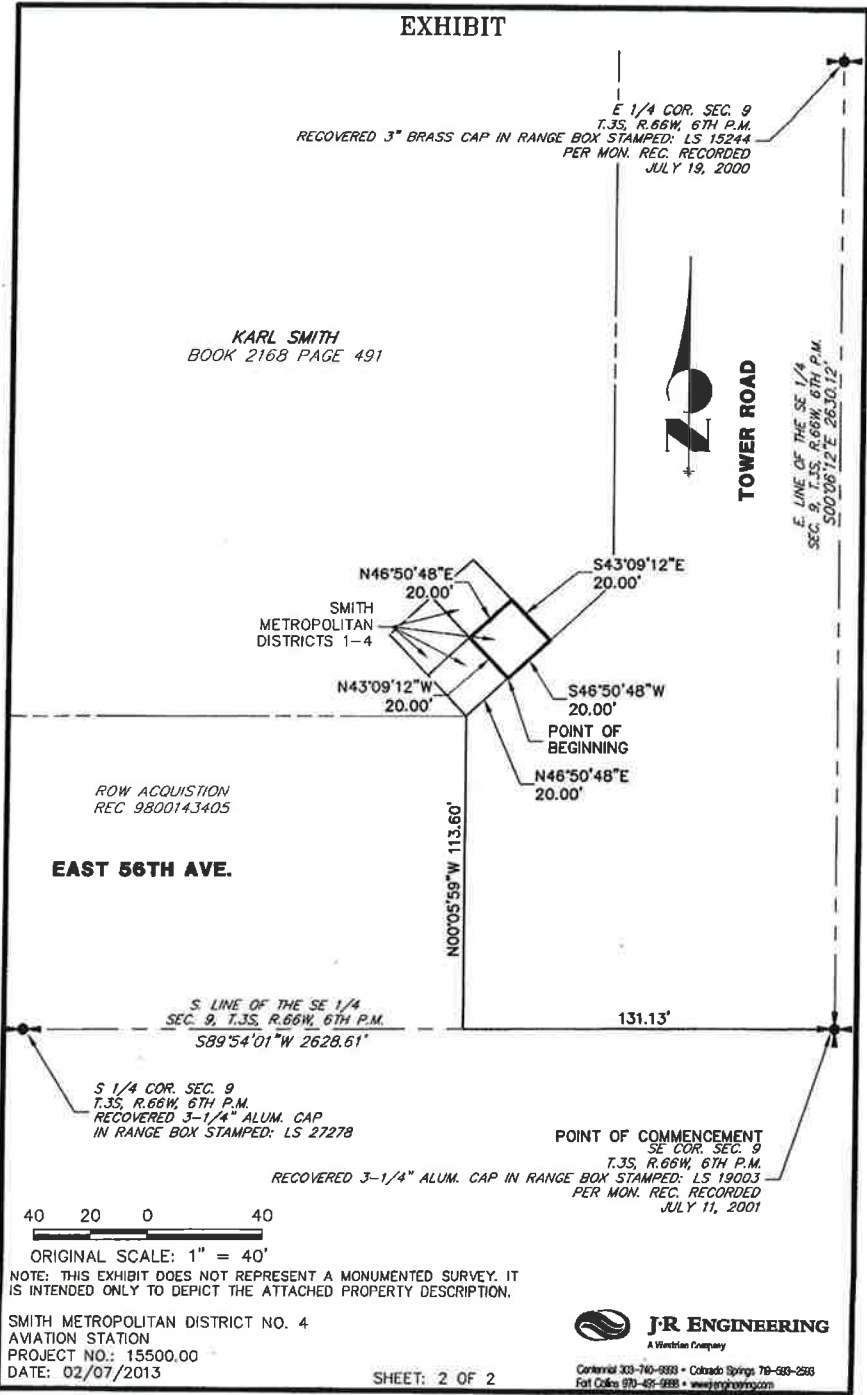 EXHIBIT
E 1/4 COR. SEC. 9
T.3S, R.66W, 6TH P.M.
RECOVERED 3" BRASS CAP IN RANGE BOX STAMPED: LS 15244
PER MON. REC. RECORDED
JULY 19, 2000
KARL SMITH
BOOK 2168 PAGE 491
N
TOWER ROAD
E. LINE OF THE SE 1/4
SEC. 9, T.3S, R.66W, 6TH P.M.
S00°06'12"E 2630.12'
N46°50'48"E
20.00'
S43°09'12"E
20.00'
SMITH
METROPOLITAN
DISTRICTS 1-4
N43°09'12"W
20.00'
S46°50'48"W
20.00'
POINT OF
BEGINNING
N46°50'48"E
20.00'
ROW ACQUISTION
REC 9800143405
EAST 56TH AVE.
N00°05'59"W 113.60'
S. LINE OF THE SE 1/4
SEC. 9, T.3S, R.66W, 6TH P.M.
S89°54'01"W 2628.61'
131.13'
S 1/4 COR. SEC. 9
T.3S, R.66W, 6TH P.M.
RECOVERED 3-1/4" ALUM. CAP
IN RANGE BOX STAMPED: LS 27278
POINT OF COMMENCEMENT
SE COR. SEC. 9
T.3S, R.66W, 6TH P.M.
RECOVERED 3-1/4" ALUM. CAP IN RANGE BOX STAMPED: LS 19003
PER MON. REC. RECORDED
JULY 11, 2001
40 20 0 40
ORIGINAL SCALE: 1" = 40'
NOTE: THIS EXHIBIT DOES NOT REPRESENT A MONUMENTED SURVEY. IT
IS INTENDED ONLY TO DEPICT THE ATTACHED PROPERTY DESCRIPTION.
SMITH METROPOLITAN DISTRICT NO. 4
AVIATION STATION
PROJECT NO.: 15500.00
DATE: 02/07/2013
SHEET: 2 OF 2
J·R ENGINEERING
A Westrian Company
Centennial 303-740-9393 • Colorado Springs 719-593-2593
Fort Collins 970-491-9888 • www.jrengineering.com